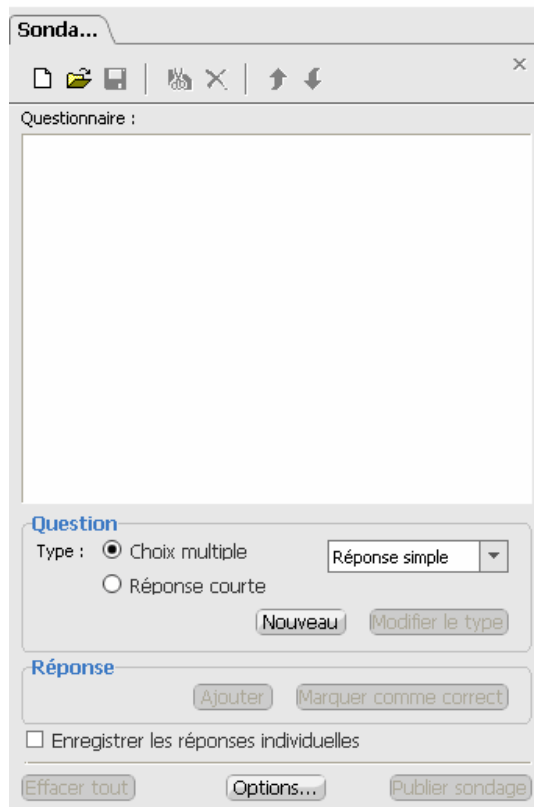 Sonda...
Questionnaire :
Question
Type : Choix multiple Réponse simple
Réponse courte
Nouveau Modifier le type
Réponse
Ajouter Marquer comme correct
Enregistrer les réponses individuelles
Effacer tout Options... Publier sondage